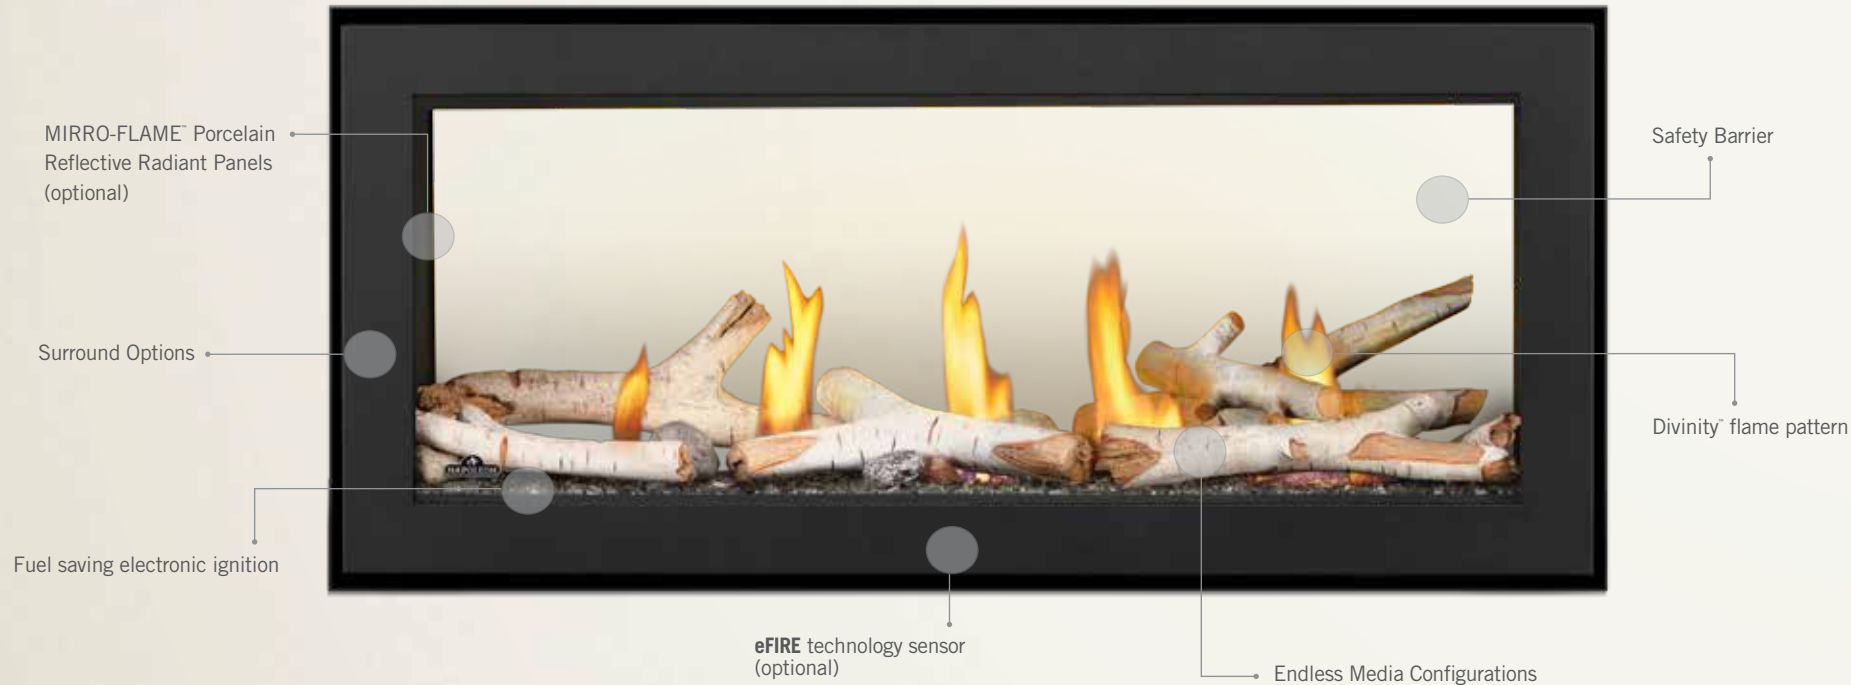 MIRRO-FLAME™ Porcelain
Reflective Radiant Panels
(optional)
Safety Barrier
Surround Options
Divinity™ flame pattern
NAPOLEON
Fuel saving electronic ignition
eFIRE technology sensor
(optional)
Endless Media Configurations